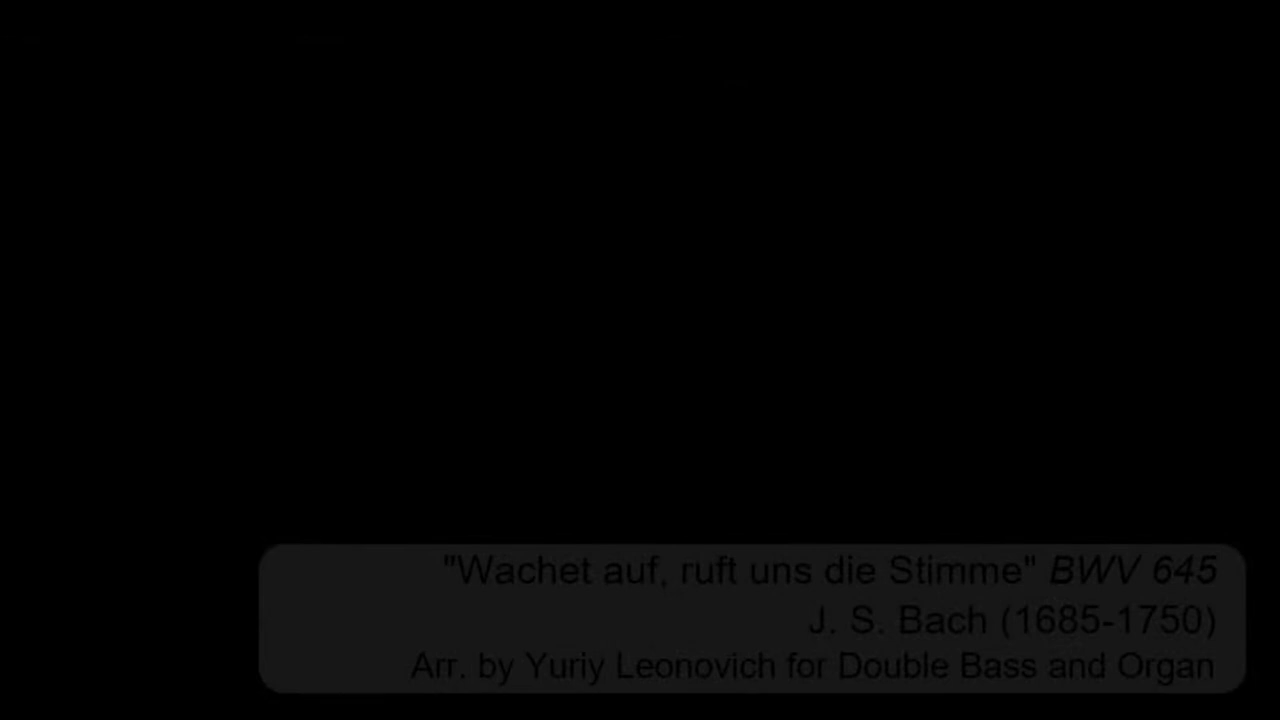 "Wachet auf, ruft uns die Stimme" BWV 645
J. S. Bach (1685-1750)
Arr. by Yuriy Leonovich for Double Bass and Organ